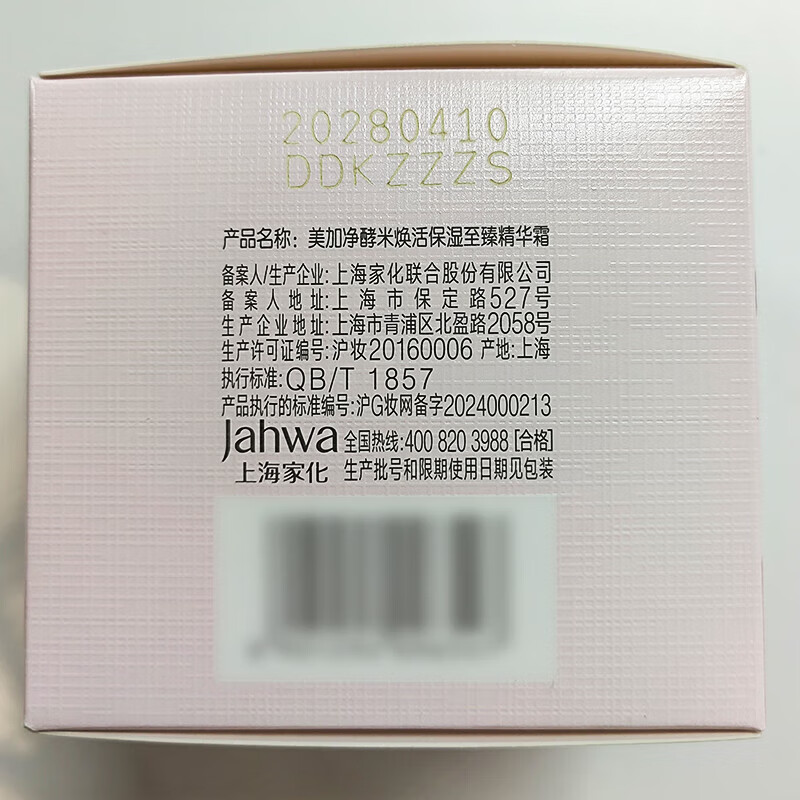 20280410
DDKZZZS
产品名称：美加净酵米焕活保湿至臻精华霜
备案人/生产企业:上海家化联合股份有限公司
备案人地址:上海市保定路527号
生产企业地址:上海市青浦区北盈路2058号
生产许可证编号:沪妆20160006 产地:上海
执行标准:QB/T 1857
产品执行的标准编号:沪G妆网备字2024000213
Jahwa 全国热线:400 820 3988 [合格]
上海家化 生产批号和限期使用日期见包装